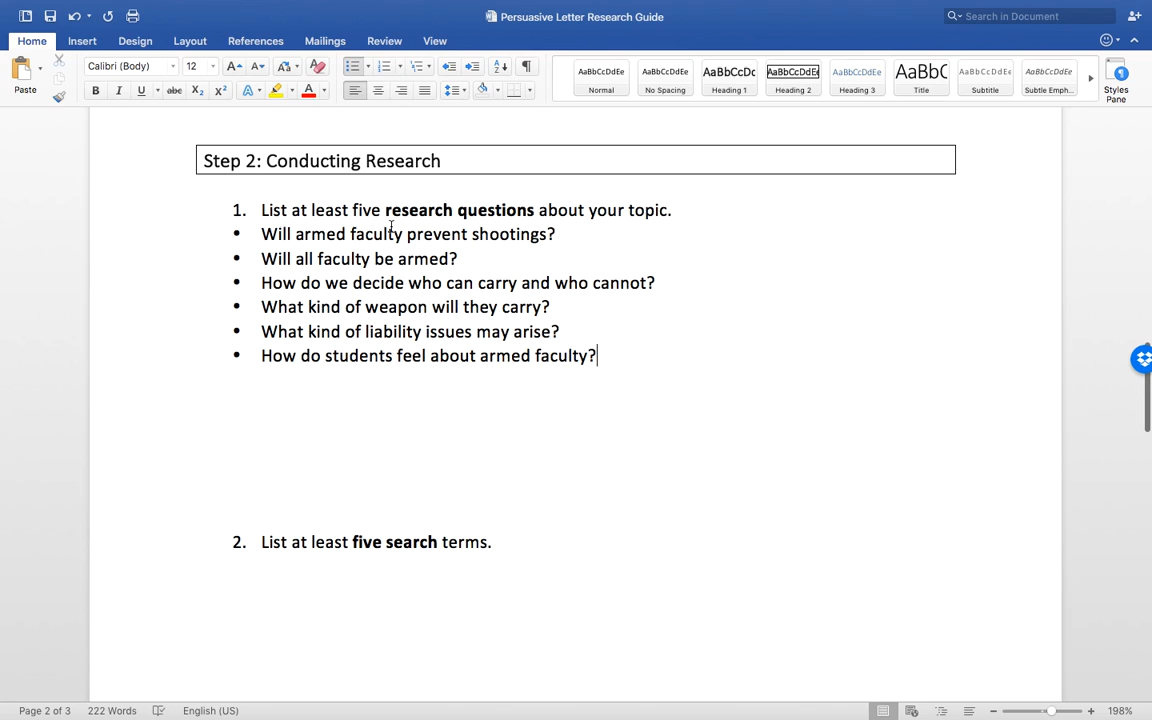 Persuasive Letter Research Guide
Search in Document
Home Insert Design Layout References Mailings Review View
Paste
Calibri (Body) 12
B I U abc X₂ X² A A
AaBbCcDdEe AaBbCcDdEe AaBbCcDc AaBbCcDdEe AaBbCcDdEe AaBbC AaBbCcDdEe AaBbCcDdEe
Normal No Spacing Heading 1 Heading 2 Heading 3 Title Subtitle Subtle Emph...
Styles
Pane
Step 2: Conducting Research
1. List at least five research questions about your topic.
• Will armed faculty prevent shootings?
• Will all faculty be armed?
• How do we decide who can carry and who cannot?
• What kind of weapon will they carry?
• What kind of liability issues may arise?
• How do students feel about armed faculty?
2. List at least five search terms.
Page 2 of 3 222 Words English (US) 198%